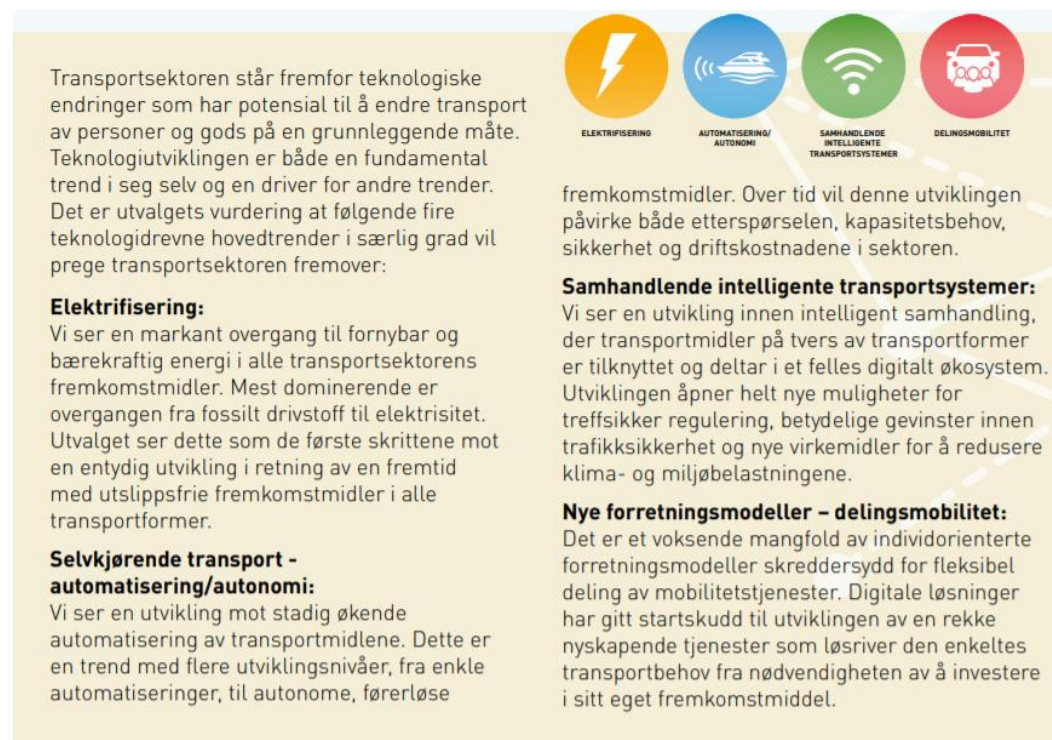 Transportsektoren står fremfor teknologiske
endringer som har potensial til å endre transport
av personer og gods på en grunnleggende måte.
Teknologiutviklingen er både en fundamental
trend i seg selv og en driver for andre trender.
Det er utvalgets vurdering at følgende fire
teknologidrevne hovedtrender i særlig grad vil
prege transportsektoren fremover:
Elektrifisering:
Vi ser en markant overgang til fornybar og
bærekraftig energi i alle transportsektorens
fremkomstmidler. Mest dominerende er
overgangen fra fossilt drivstoff til elektrisitet.
Utvalget ser dette som de første skrittene mot
en entydig utvikling i retning av en fremtid
med utslippsfrie fremkomstmidler i alle
transportformer.
Selvkjørende transport -
automatisering/autonomi:
Vi ser en utvikling mot stadig økende
automatisering av transportmidlene. Dette er
en trend med flere utviklingsnivåer, fra enkle
automatiseringer, til autonome, førerløse
ELEKTRIFISERING
AUTOMATISERING/
AUTONOMI
SAMHANDLENDE
INTELLIGENTE
TRANSPORTSYSTEMER
DELINGSMOBILITET
fremkomstmidler. Over tid vil denne utviklingen
påvirke både etterspørselen, kapasitetsbehov,
sikkerhet og driftskostnadene i sektoren.
Samhandlende intelligente transportsystemer:
Vi ser en utvikling innen intelligent samhandling,
der transportmidler på tvers av transportformer
er tilknyttet og deltar i et felles digitalt økosystem.
Utviklingen åpner helt nye muligheter for
treffsikker regulering, betydelige gevinster innen
trafikksikkerhet og nye virkemidler for å redusere
klima- og miljøbelastningene.
Nye forretningsmodeller – delingsmobilitet:
Det er et voksende mangfold av individorienterte
forretningsmodeller skreddersydd for fleksibel
deling av mobilitetstjenester. Digitale løsninger
har gitt startskudd til utviklingen av en rekke
nyskapende tjenester som løsriver den enkeltes
transportbehov fra nødvendigheten av å investere
i sitt eget fremkomstmiddel.